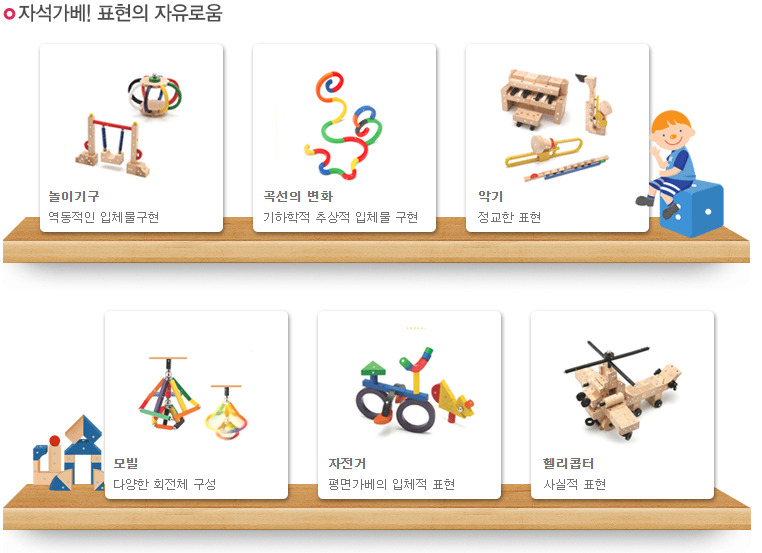 자석가베! 표현의 자유로움
놀이기구
역동적인 입체물구현
곡선의 변화
기하학적 추상적 입체물 구현
악기
정교한 표현
모빌
다양한 회전체 구성
자전거
평면가베의 입체적 표현
헬리콥터
사실적 표현